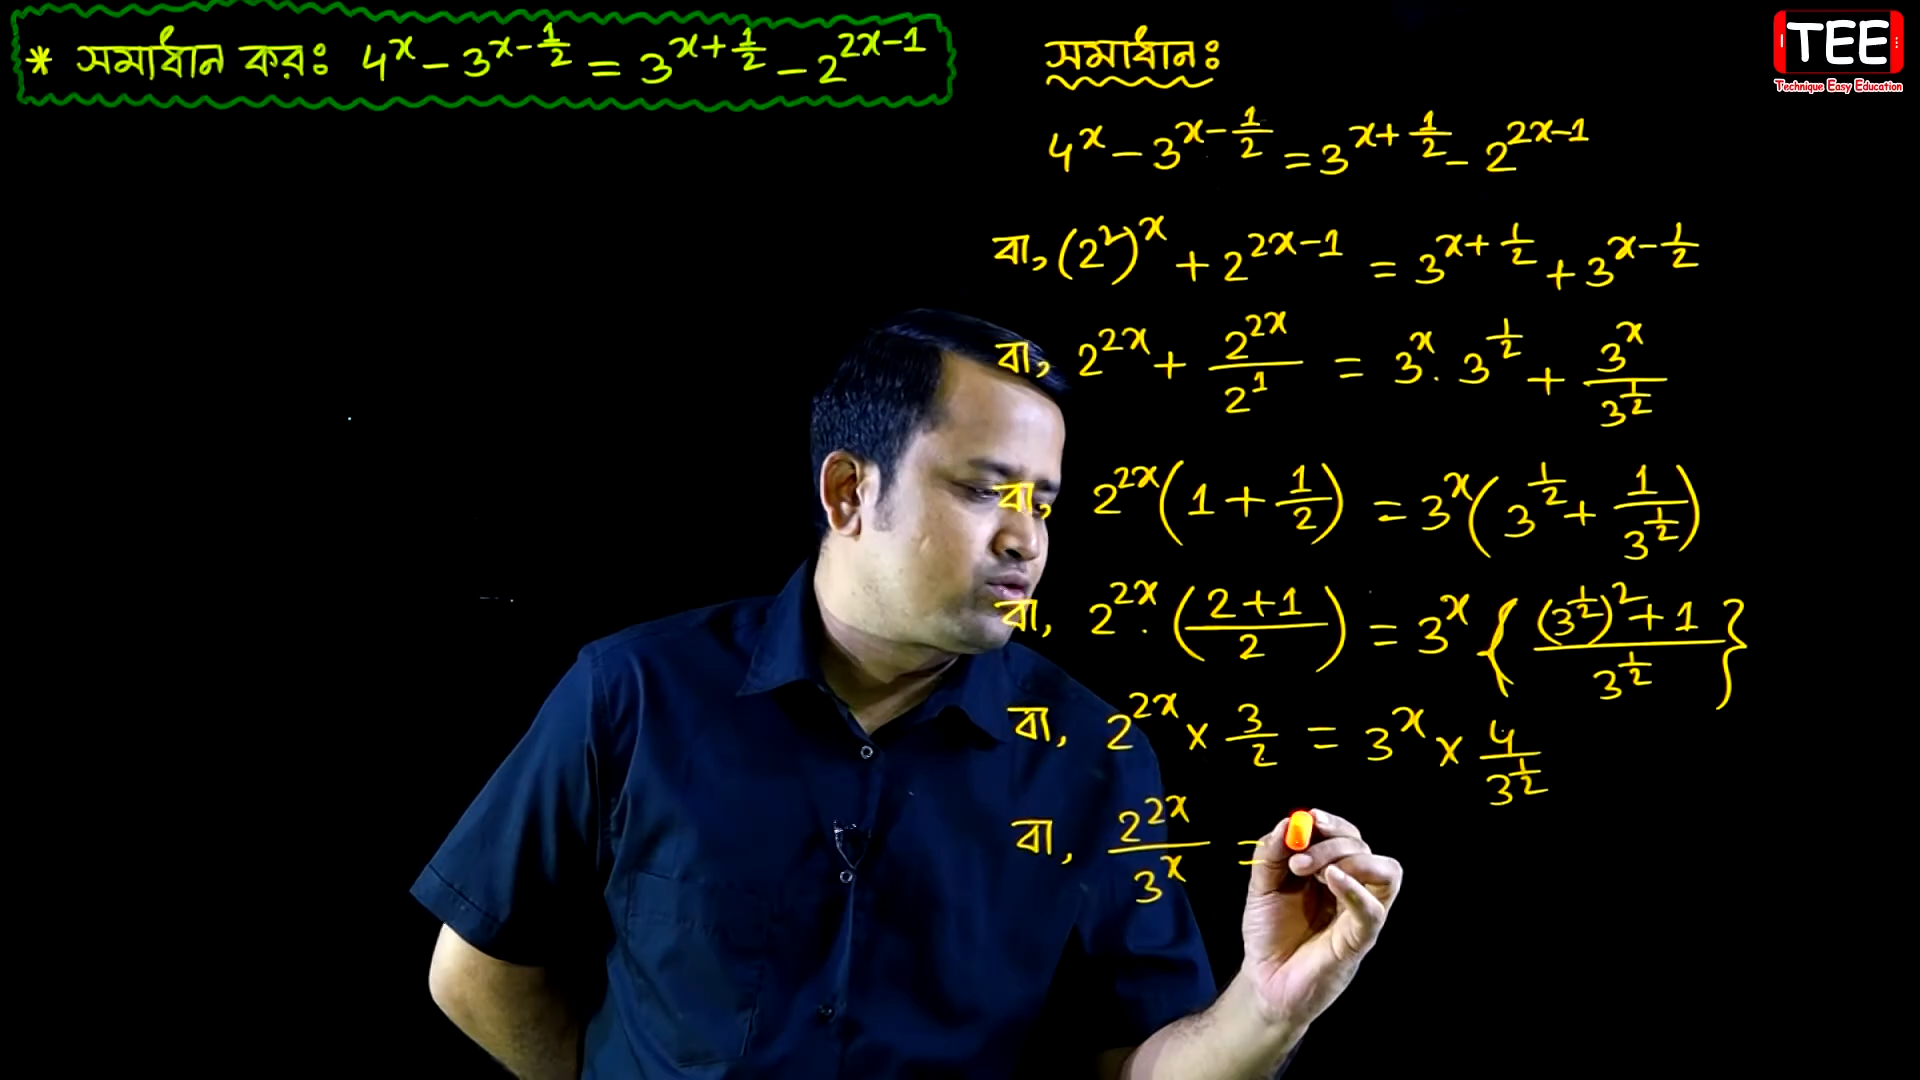 * সমাধান কর: 4^x − 3^(x−1/2) = 3^(x+1/2) − 2^(2x−1)
TEE
Technique Easy Education
সমাধান:
4^x − 3^(x−1/2) = 3^(x+1/2) − 2^(2x−1)
বা, (2^2)^x + 2^(2x−1) = 3^(x+1/2) + 3^(x−1/2)
বা, 2^(2x) + 2^(2x)/2^1 = 3^x . 3^(1/2) + 3^x/3^(1/2)
বা, 2^(2x) (1 + 1/2) = 3^x (3^(1/2) + 1/3^(1/2))
বা, 2^(2x) . ((2+1)/2) = 3^x {((3^(1/2))^2 + 1)/3^(1/2)}
বা, 2^(2x) × 3/2 = 3^x × 4/3^(1/2)
বা, 2^(2x)/3^x =